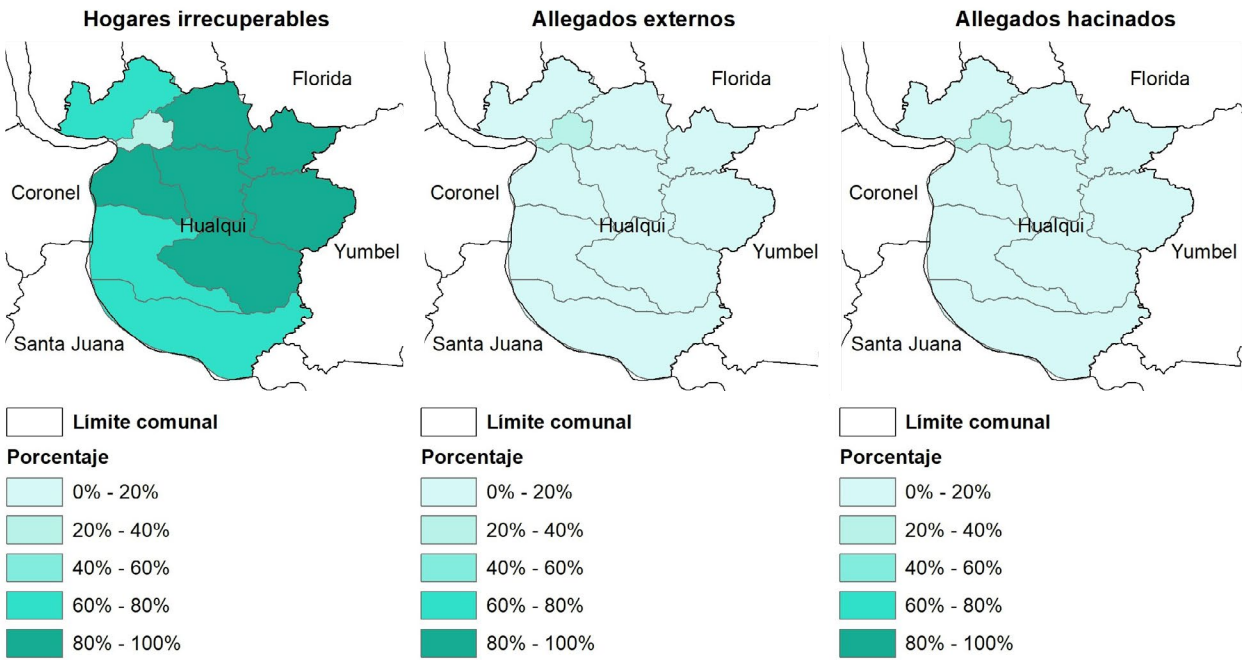 Hogares irrecuperables
Florida
Coronel
Hualqui
Yumbel
Santa Juana
Límite comunal
Porcentaje
0% - 20%
20% - 40%
40% - 60%
60% - 80%
80% - 100%
Allegados externos
Florida
Coronel
Hualqui
Yumbel
Santa Juana
Límite comunal
Porcentaje
0% - 20%
20% - 40%
40% - 60%
60% - 80%
80% - 100%
Allegados hacinados
Florida
Coronel
Hualqui
Yumbel
Santa Juana
Límite comunal
Porcentaje
0% - 20%
20% - 40%
40% - 60%
60% - 80%
80% - 100%